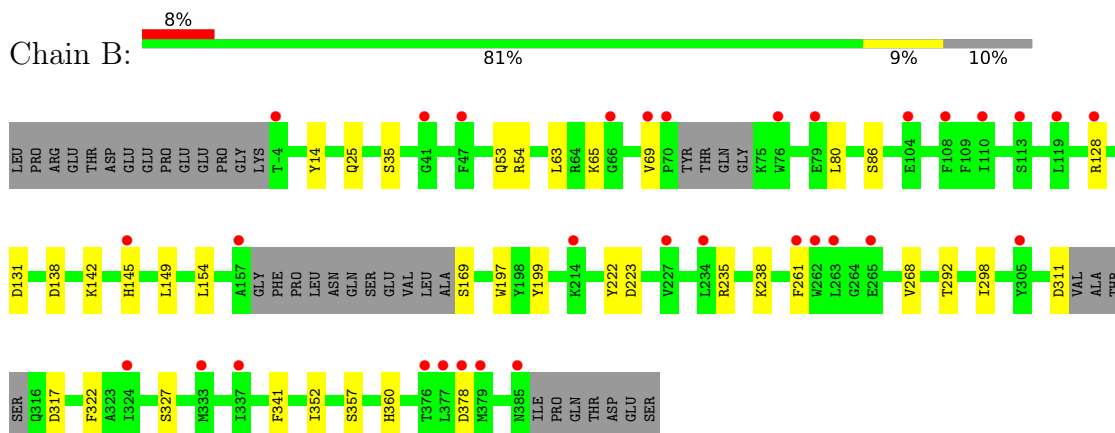 8%
Chain B:
81% 9% 10%
LEU PRO ARG GLU THR ASP GLU GLU PRO GLU GLU PRO GLY LYS T-4 Y14 Q25 S35 G41 F47 Q53 R54 L63 R64 K65 G66 V69 P70 TYR THR GLN GLY K75 W76 E79 L80 S86 E104 F108 F109 I110 S113 L119 R128
D131 D138 K142 H145 L149 L154 A157 GLY PHE PRO LEU ASN GLN SER GLU VAL LEU ALA S169 W197 Y198 Y199 K214 Y222 D223 V227 L234 R235 K238 F261 W262 L263 G264 E265 V268 T292 I298 Y305 D311 VAL ALA THR
SER Q316 D317 F322 A323 I324 S327 M333 I337 F341 I352 S357 H360 T376 L377 D378 M379 N385 ILE PRO GLN THR ASP GLU SER